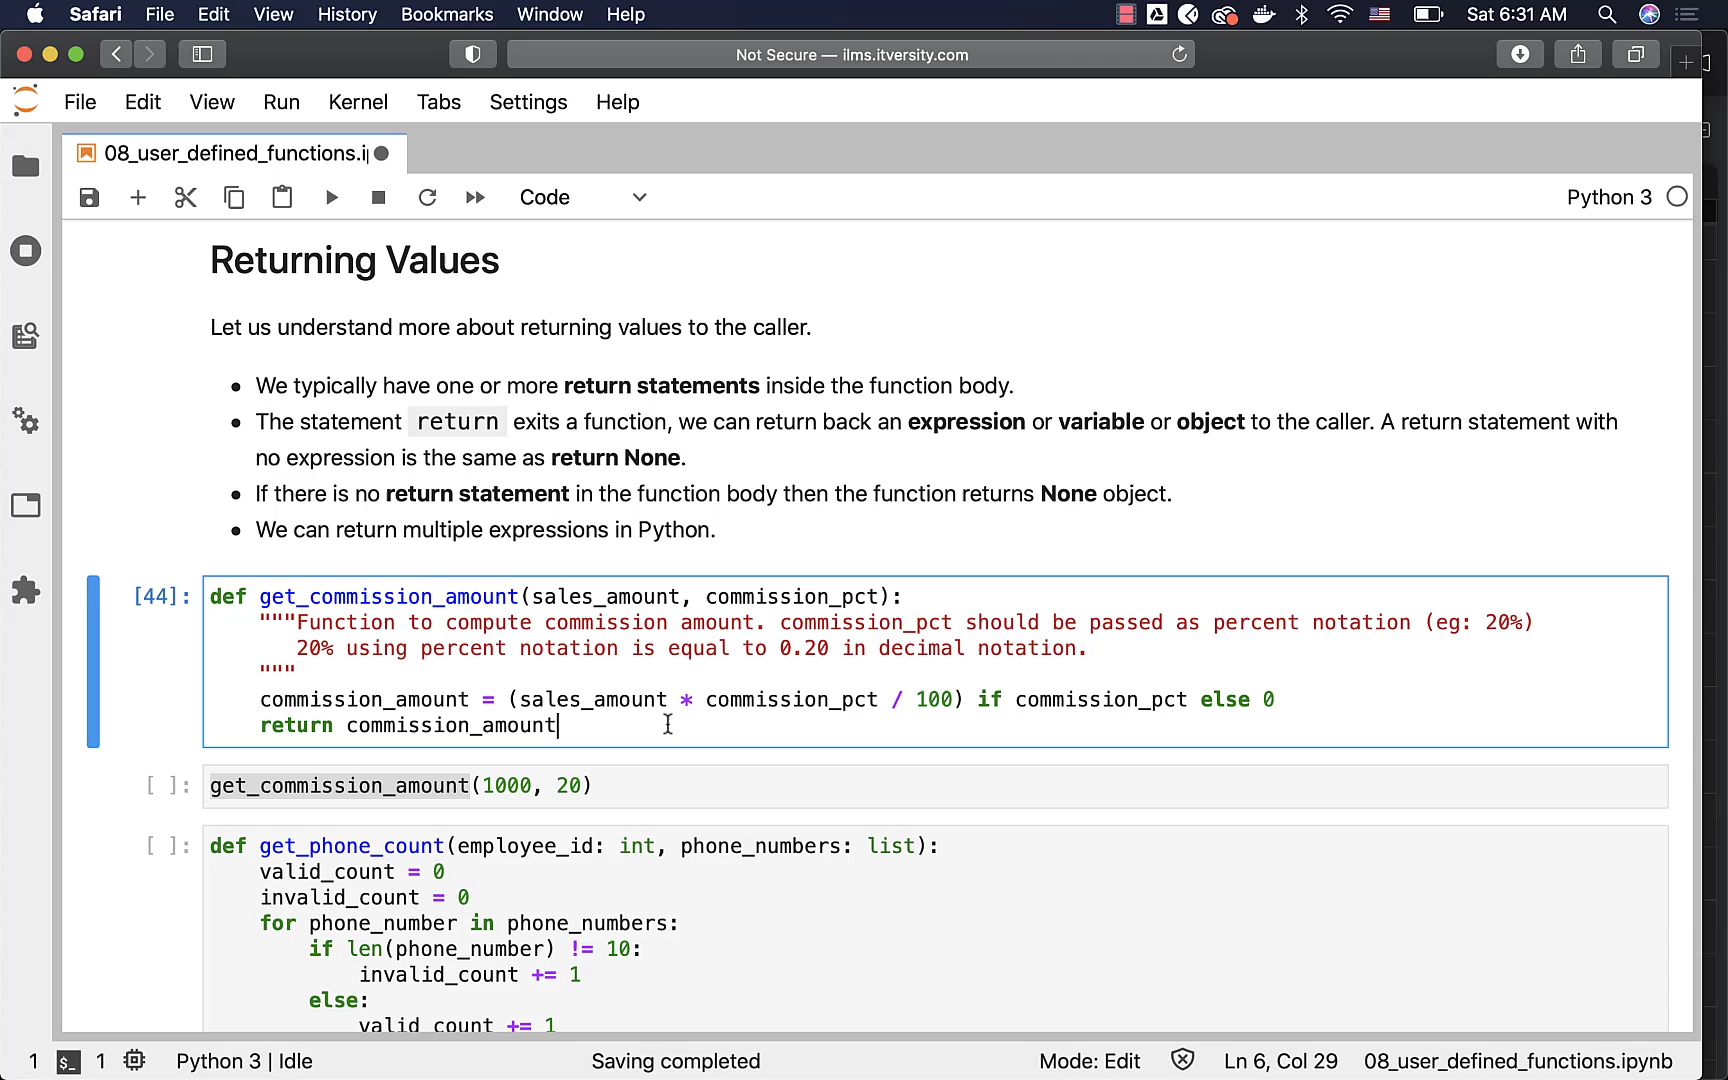 Safari File Edit View History Bookmarks Window Help Sat 6:31 AM
Not Secure — ilms.itversity.com
File Edit View Run Kernel Tabs Settings Help
08_user_defined_functions.i
Code Python 3
Returning Values
Let us understand more about returning values to the caller.
• We typically have one or more return statements inside the function body.
• The statement return exits a function, we can return back an expression or variable or object to the caller. A return statement with
no expression is the same as return None.
• If there is no return statement in the function body then the function returns None object.
• We can return multiple expressions in Python.
[44]: def get_commission_amount(sales_amount, commission_pct):
"""Function to compute commission amount. commission_pct should be passed as percent notation (eg: 20%)
20% using percent notation is equal to 0.20 in decimal notation.
"""
commission_amount = (sales_amount * commission_pct / 100) if commission_pct else 0
return commission_amount
[ ]: get_commission_amount(1000, 20)
[ ]: def get_phone_count(employee_id: int, phone_numbers: list):
valid_count = 0
invalid_count = 0
for phone_number in phone_numbers:
if len(phone_number) != 10:
invalid_count += 1
else:
valid_count += 1
1 $_ 1 Python 3 | Idle Saving completed Mode: Edit Ln 6, Col 29 08_user_defined_functions.ipynb